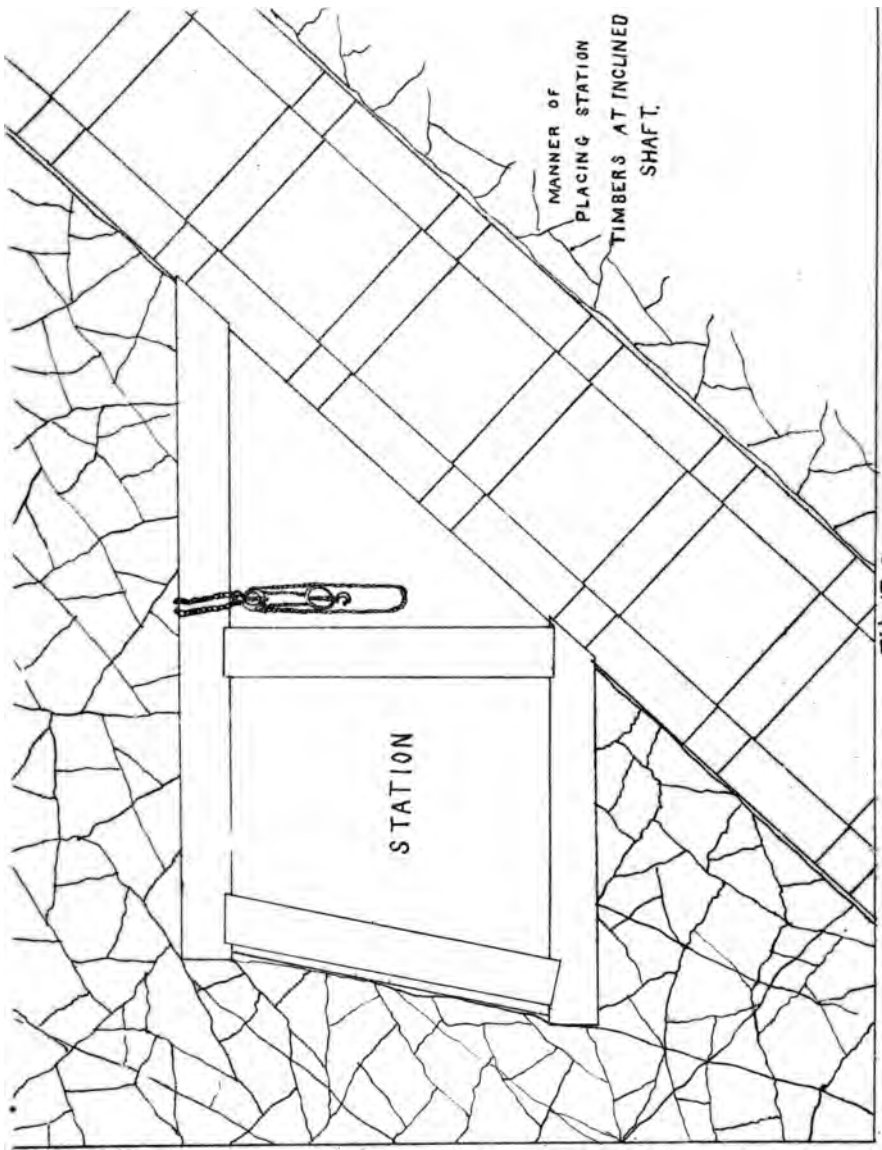 MANNER OF
PLACING STATION
TIMBERS AT INCLINED
SHAFT.
STATION